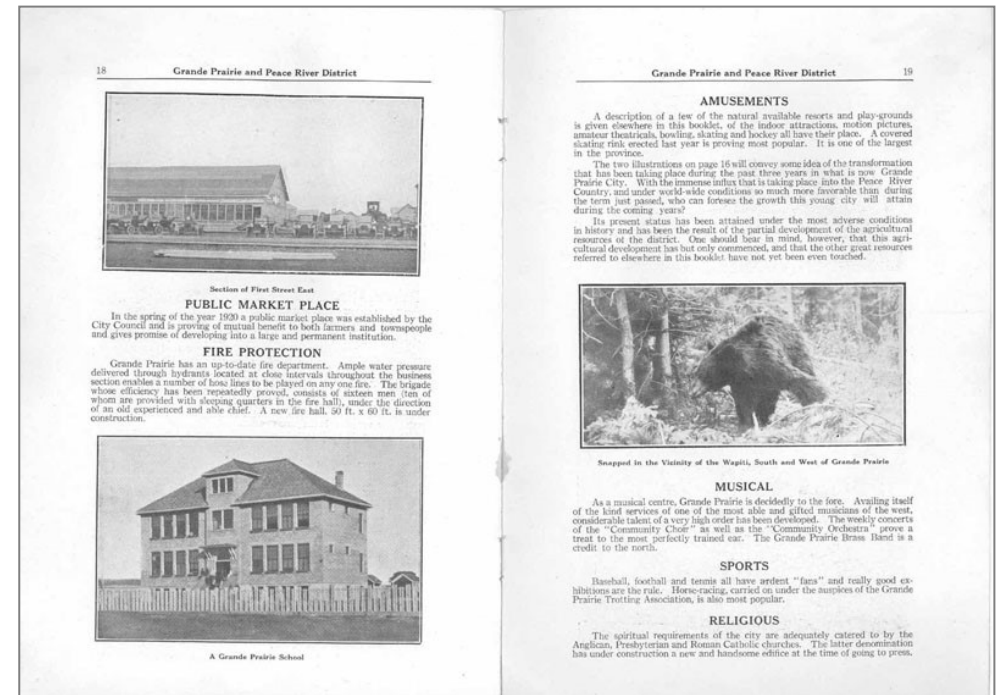 18
Grande Prairie and Peace River District
Section of First Street East
PUBLIC MARKET PLACE
In the spring of the year 1920 a public market place was established by the
City Council and is proving of mutual benefit to both farmers and townspeople
and gives promise of developing into a large and permanent institution.
FIRE PROTECTION
Grande Prairie has an up-to-date fire department. Ample water pressure
delivered through hydrants located at close intervals throughout the business
section enables a number of hose lines to be played on any one fire. The brigade
whose efficiency has been repeatedly proved, consists of sixteen men (ten of
whom are provided with sleeping quarters in the fire hall), under the direction
of an old experienced and able chief. A new fire hall, 50 ft. x 60 ft. is under
construction.
A Grande Prairie School
Grande Prairie and Peace River District
19
AMUSEMENTS
A description of a few of the natural available resorts and play-grounds
is given elsewhere in this booklet, of the indoor attractions, motion pictures,
amateur theatricals, bowling, skating and hockey all have their place. A covered
skating rink erected last year is proving most popular. It is one of the largest
in the province.
The two illustrations on page 16 will convey some idea of the transformation
that has been taking place during the past three years in what is now Grande
Prairie City. With the immense influx that is taking place into the Peace River
Country, and under world-wide conditions so much more favorable than during
the term just passed, who can foresee the growth this young city will attain
during the coming years?
Its present status has been attained under the most adverse conditions
in history and has been the result of the partial development of the agricultural
resources of the district. One should bear in mind, however, that this agri-
cultural development has but only commenced, and that the other great resources
referred to elsewhere in this booklet have not yet been even touched.
Snapped in the Vicinity of the Wapiti, South and West of Grande Prairie
MUSICAL
As a musical centre, Grande Prairie is decidedly to the fore. Availing itself
of the kind services of one of the most able and gifted musicians of the west,
considerable talent of a very high order has been developed. The weekly concerts
of the "Community Choir" as well as the "Community Orchestra" prove a
treat to the most perfectly trained ear. The Grande Prairie Brass Band is a
credit to the north.
SPORTS
Baseball, football and tennis all have ardent "fans" and really good ex-
hibitions are the rule. Horse-racing, carried on under the auspices of the Grande
Prairie Trotting Association, is also most popular.
RELIGIOUS
The spiritual requirements of the city are adequately catered to by the
Anglican, Presbyterian and Roman Catholic churches. The latter denomination
has under construction a new and handsome edifice at the time of going to press.